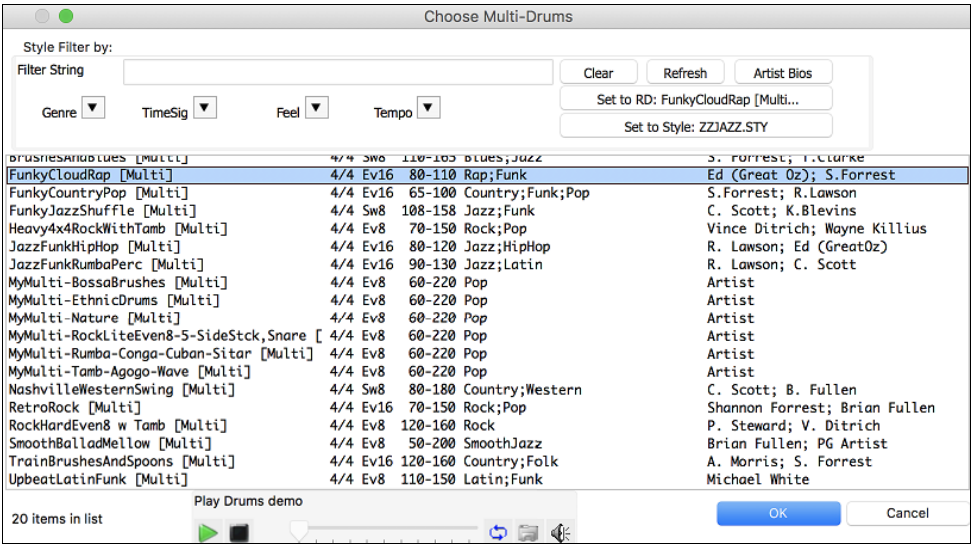 Choose Multi-Drums
Style Filter by:
Filter String
Clear Refresh Artist Bios
Genre TimeSig Feel Tempo
Set to RD: FunkyCloudRap [Multi...
Set to Style: ZZJAZZ.STY
BrushesAndBlues [Multi] 4/4 Sw8 110-165 Blues;Jazz S. Forrest; T.Clarke
FunkyCloudRap [Multi] 4/4 Ev16 80-110 Rap;Funk Ed (Great Oz); S.Forrest
FunkyCountryPop [Multi] 4/4 Ev16 65-100 Country;Funk;Pop S.Forrest; R.Lawson
FunkyJazzShuffle [Multi] 4/4 Sw8 108-158 Jazz;Funk C. Scott; K.Blevins
Heavy4x4RockWithTamb [Multi] 4/4 Ev8 70-150 Rock;Pop Vince Ditrich; Wayne Killius
JazzFunkHipHop [Multi] 4/4 Ev16 80-120 Jazz;HipHop R. Lawson; Ed (GreatOz)
JazzFunkRumbaPerc [Multi] 4/4 Ev16 90-130 Jazz;Latin R. Lawson; C. Scott
MyMulti-BossaBrushes [Multi] 4/4 Ev8 60-220 Pop Artist
MyMulti-EthnicDrums [Multi] 4/4 Ev8 60-220 Pop Artist
MyMulti-Nature [Multi] 4/4 Ev8 60-220 Pop Artist
MyMulti-RockLiteEven8-5-SideStck,Snare [ 4/4 Ev8 60-220 Pop Artist
MyMulti-Rumba-Conga-Cuban-Sitar [Multi] 4/4 Ev8 60-220 Pop Artist
MyMulti-Tamb-Agogo-Wave [Multi] 4/4 Ev8 60-220 Pop Artist
NashvilleWesternSwing [Multi] 4/4 Sw8 80-180 Country;Western C. Scott; B. Fullen
RetroRock [Multi] 4/4 Ev16 70-150 Rock;Pop Shannon Forrest; Brian Fullen
RockHardEven8 w Tamb [Multi] 4/4 Ev8 120-160 Rock P. Steward; V. Ditrich
SmoothBalladMellow [Multi] 4/4 Ev8 50-200 SmoothJazz Brian Fullen; PG Artist
TrainBrushesAndSpoons [Multi] 4/4 Ev16 120-160 Country;Folk A. Morris; S. Forrest
UpbeatLatinFunk [Multi] 4/4 Ev8 110-150 Latin;Funk Michael White
Play Drums demo
20 items in list
OK Cancel